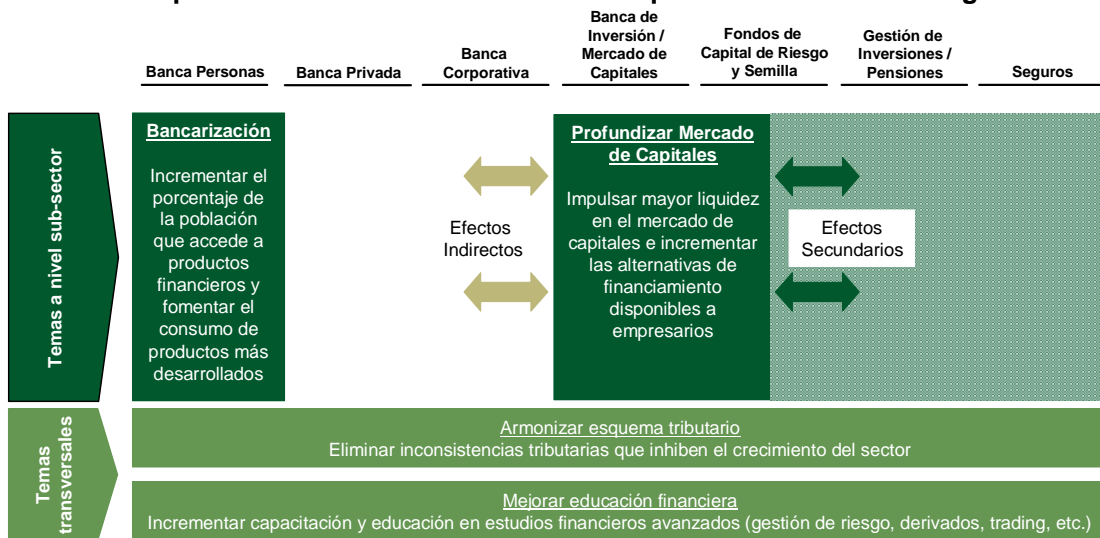 Banca Personas
Banca Privada
Banca
Corporativa
Banca de
Inversión /
Mercado de
Capitales
Fondos de
Capital de Riesgo
y Semilla
Gestión de
Inversiones /
Pensiones
Seguros
Temas a nivel sub-sector
Bancarización
Incrementar el
porcentaje de
la población
que accede a
productos
financieros y
fomentar el
consumo de
productos más
desarrollados
Efectos
Indirectos
Profundizar Mercado
de Capitales
Impulsar mayor liquidez
en el mercado de
capitales e incrementar
las alternativas de
financiamiento
disponibles a
empresarios
Efectos
Secundarios
Temas
transversales
Armonizar esquema tributario
Eliminar inconsistencias tributarias que inhiben el crecimiento del sector
Mejorar educación financiera
Incrementar capacitación y educación en estudios financieros avanzados (gestión de riesgo, derivados, trading, etc.)